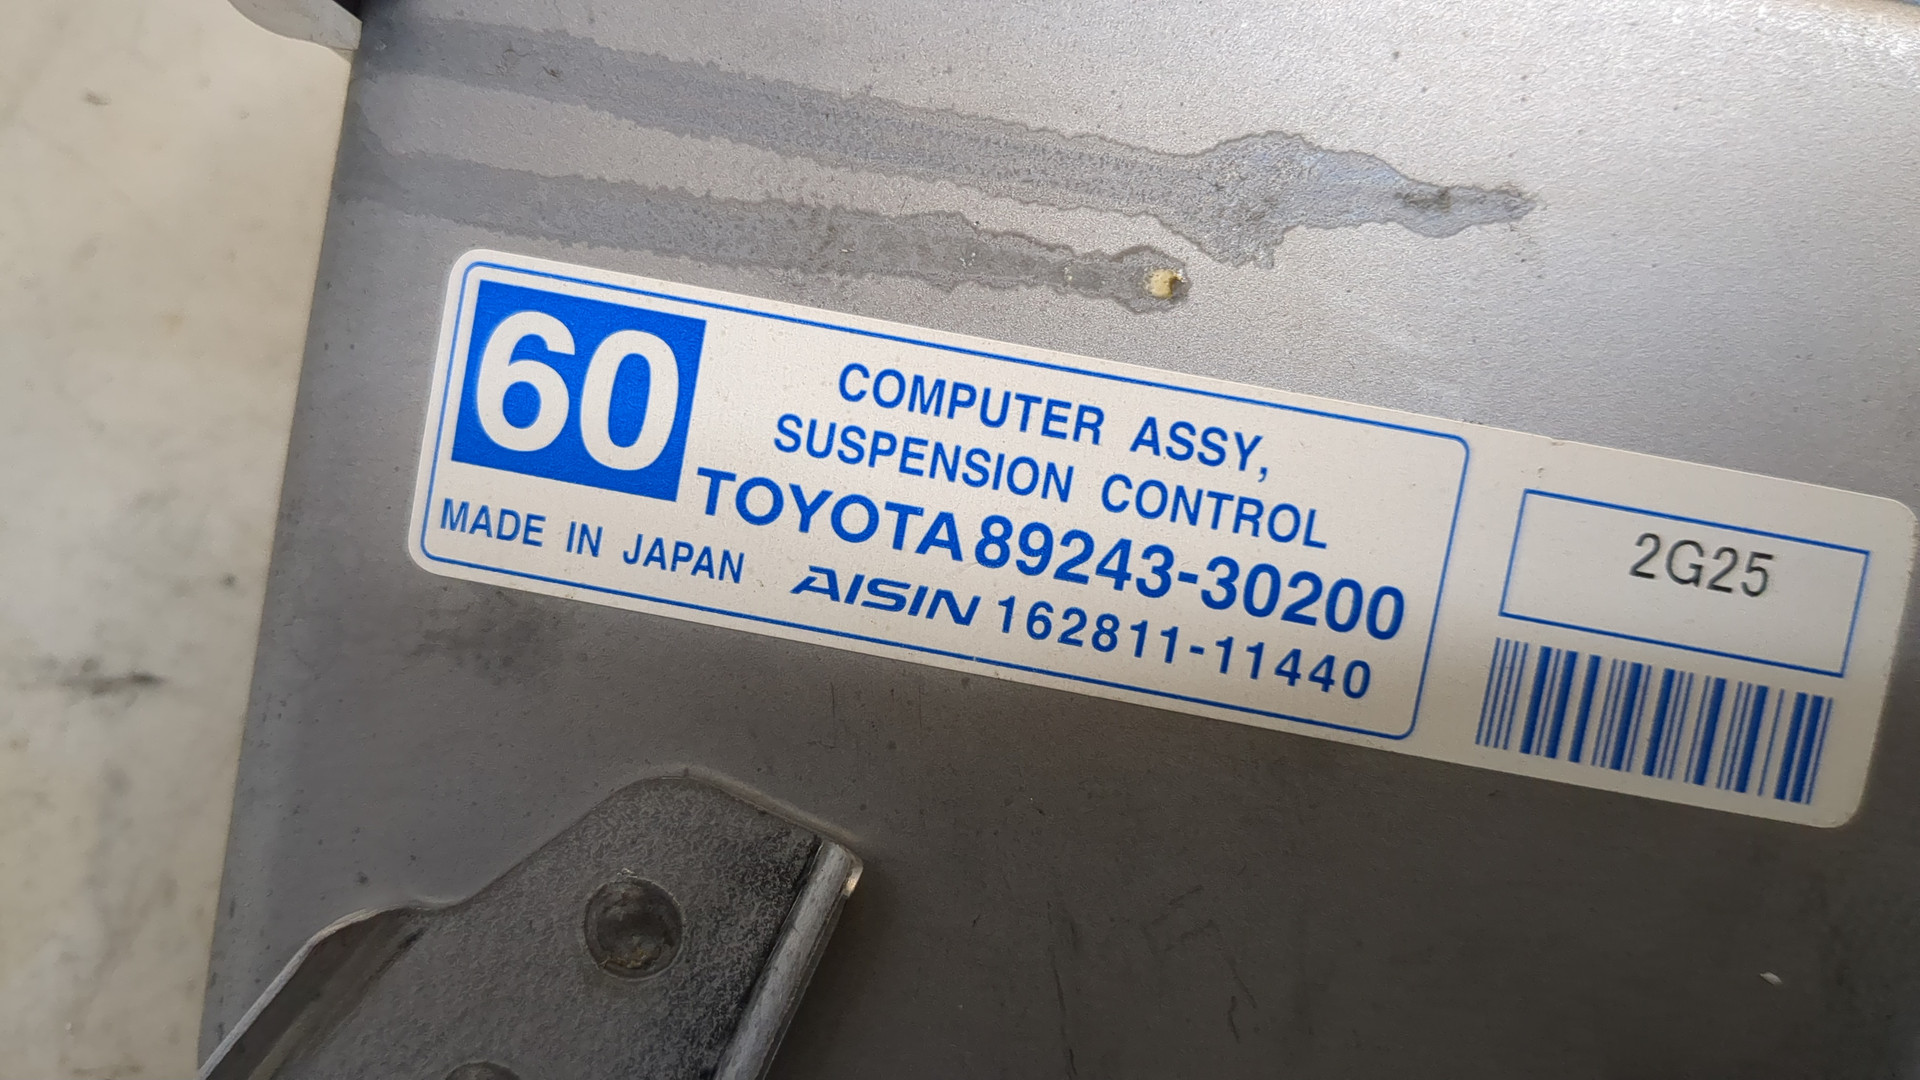 60
COMPUTER ASSY,
SUSPENSION CONTROL
TOYOTA 89243-30200
MADE IN JAPAN AISIN 162811-11440
2G25